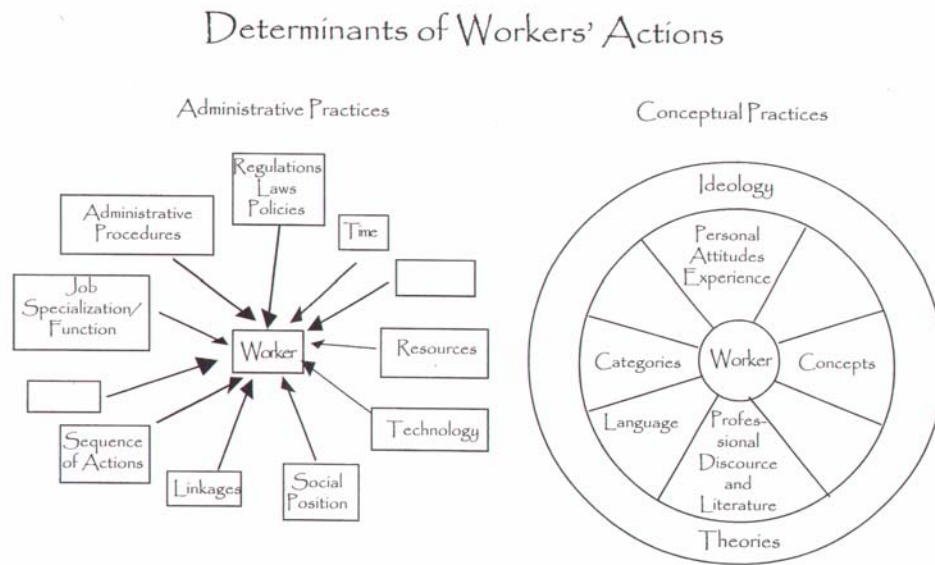 Determinants of Workers' Actions
Administrative Practices
Regulations
Laws
Policies
Administrative
Procedures
Time
Job
Specialization/
Function
Worker
Resources
Technology
Sequence
of Actions
Linkages
Social
Position
Conceptual Practices
Ideology
Personal
Attitudes
Experience
Categories
Worker
Concepts
Language
Profes-
sional
Discource
and
Literature
Theories